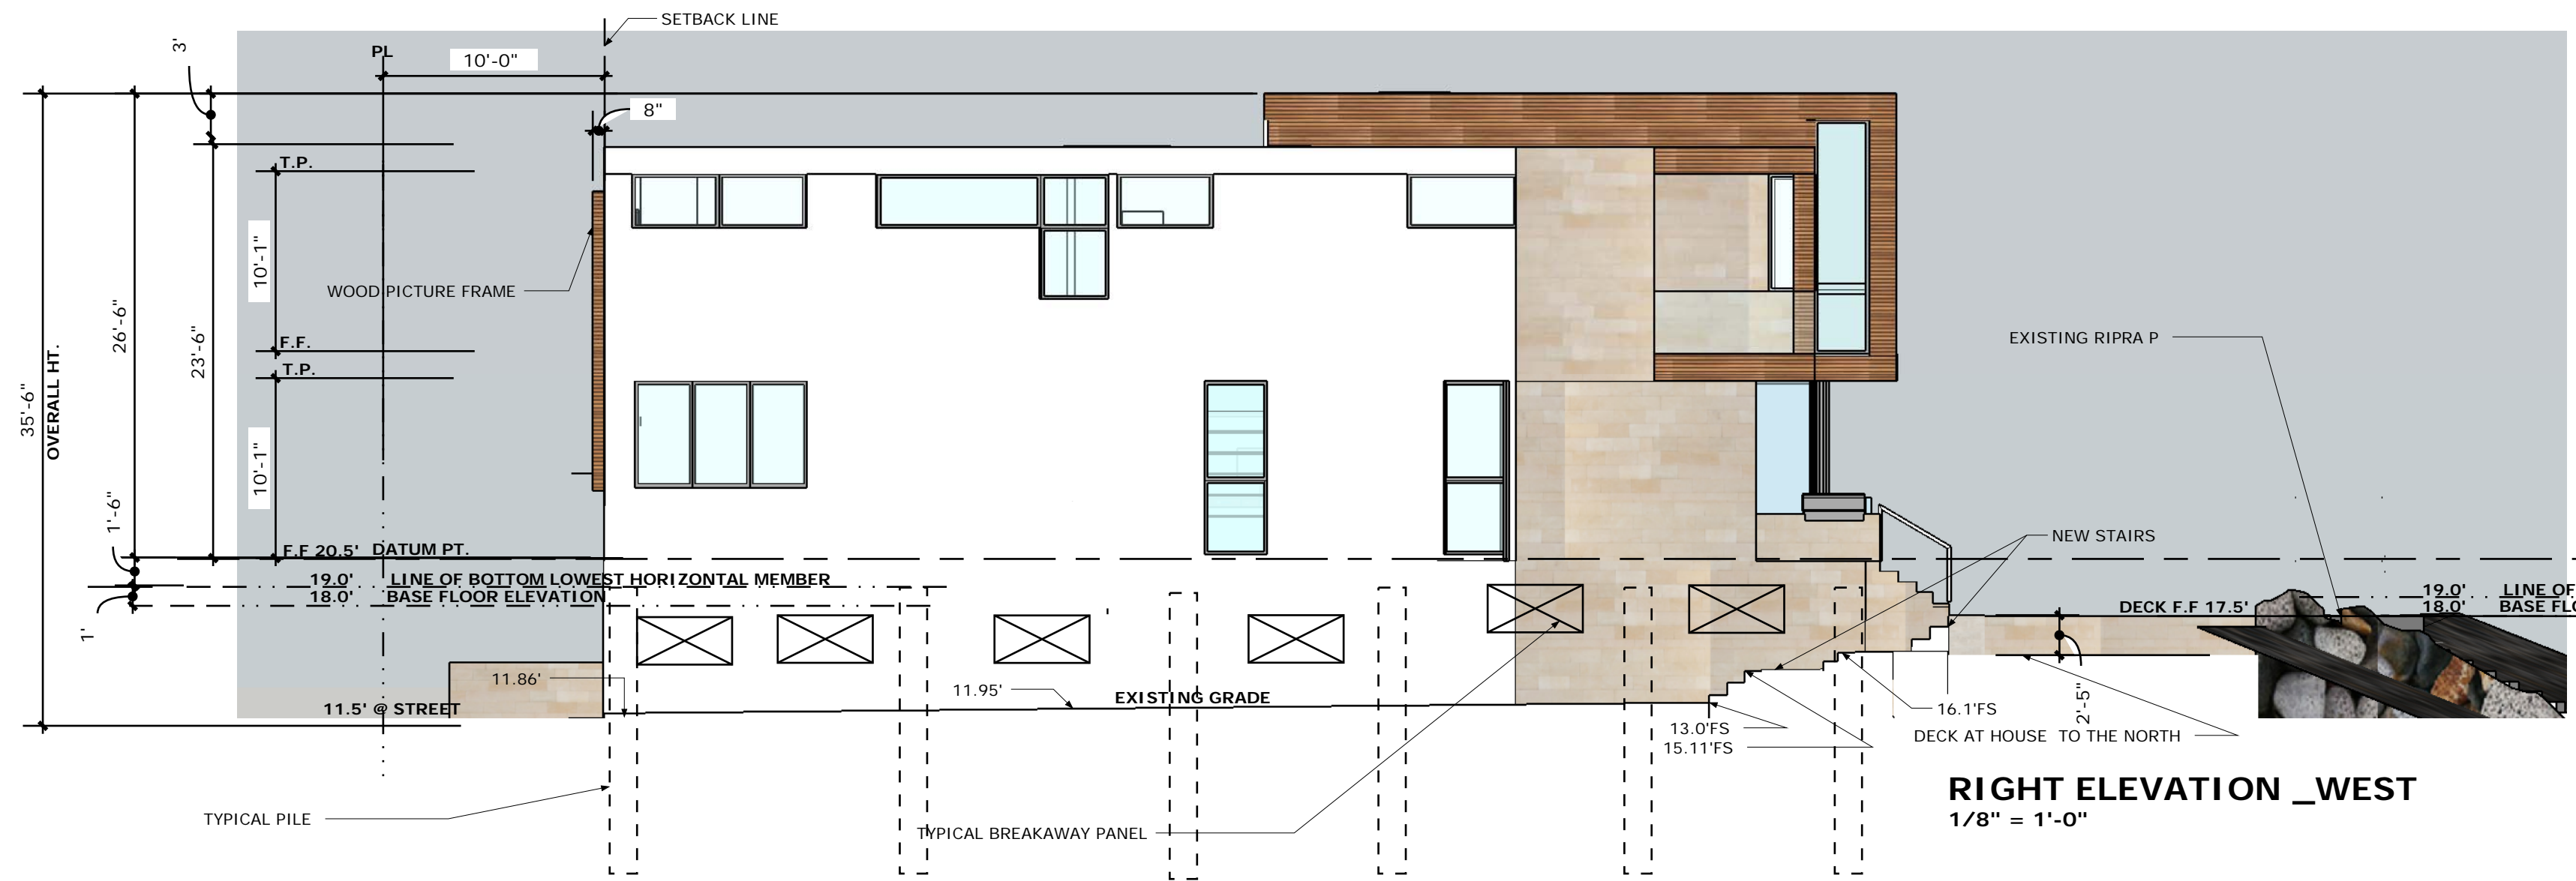 SETBACK LINE
3'
PL
10'-0"
8"
T.P.
10'-1"
WOOD PICTURE FRAME
26'-6"
23'-6"
F.F.
T.P.
EXISTING RIPRA P
35'-6"
OVERALL HT.
10'-1"
1'-6"
F.F 20.5' DATUM PT.
NEW STAIRS
19.0' LINE OF BOTTOM LOWEST HORIZONTAL MEMBER
18.0' BASE FLOOR ELEVATION
1'
19.0' LINE OF
DECK F.F 17.5'
18.0' BASE FLO
11.86'
11.95'
EXISTING GRADE
11.5' @ STREET
2'-5"
16.1'FS
13.0'FS
15.11'FS
DECK AT HOUSE TO THE NORTH
RIGHT ELEVATION _WEST
1/8" = 1'-0"
TYPICAL PILE
TYPICAL BREAKAWAY PANEL